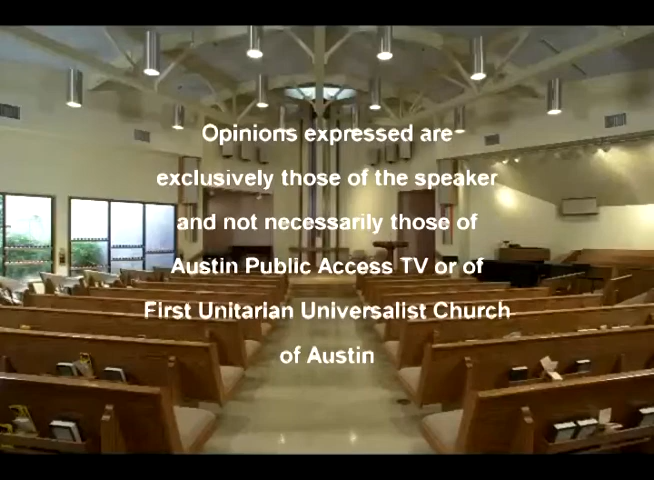 Opinions expressed are
exclusively those of the speaker
and not necessarily those of
Austin Public Access TV or of
First Unitarian Universalist Church
of Austin